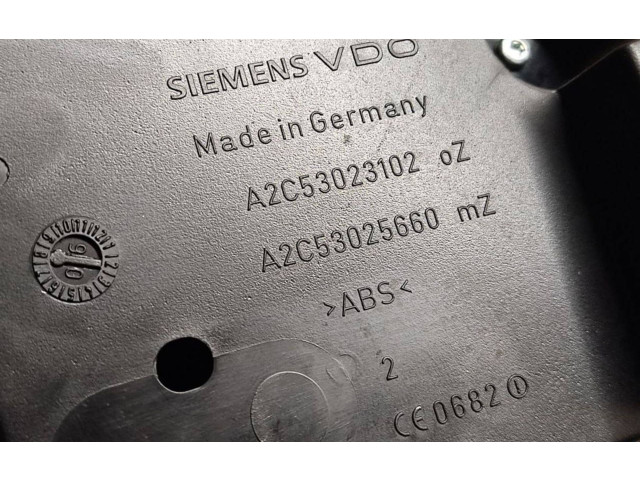 SIEMENS VDO
Made in Germany
A2C53023102 oZ
A2C53025660 mZ
>ABS<
2
CE 0682